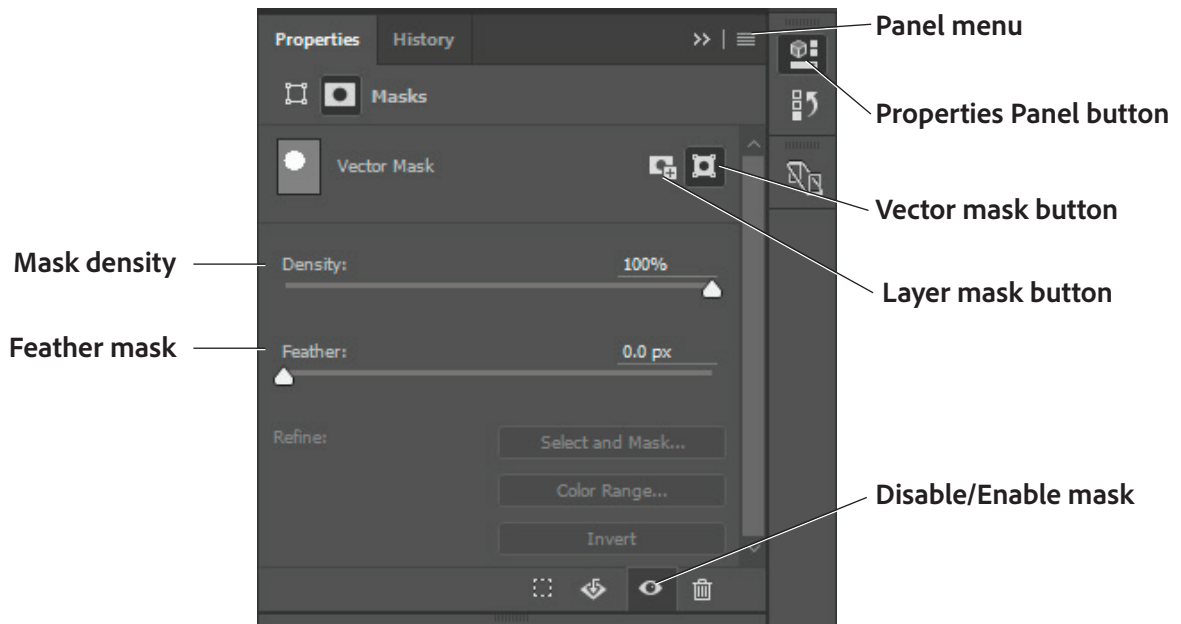 Panel menu
Properties History
Properties Panel button
Masks
Vector Mask
Vector mask button
Mask density
Density: 100%
Layer mask button
Feather mask
Feather: 0.0 px
Refine: Select and Mask...
Color Range...
Disable/Enable mask
Invert